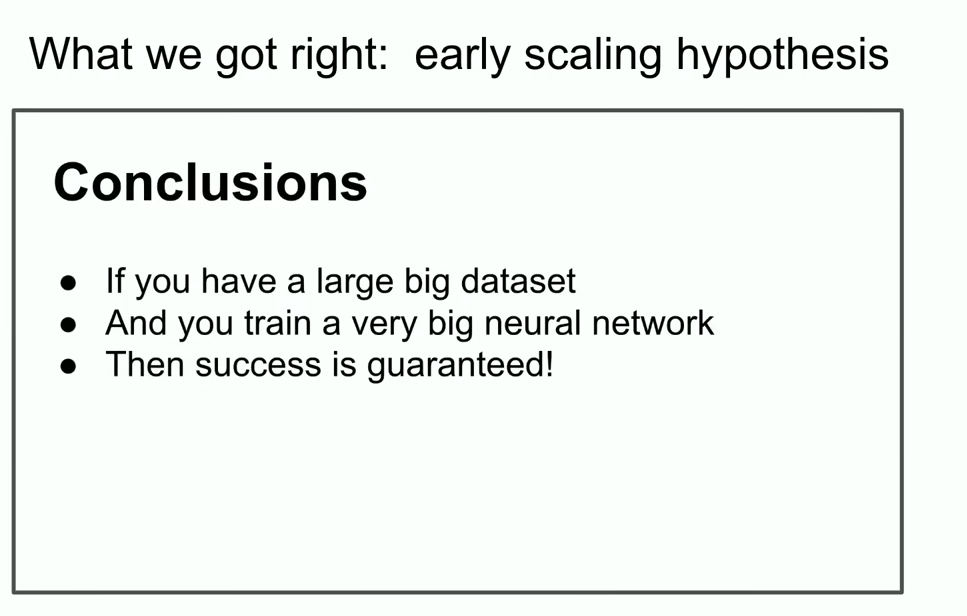 What we got right: early scaling hypothesis
Conclusions
● If you have a large big dataset
● And you train a very big neural network
● Then success is guaranteed!